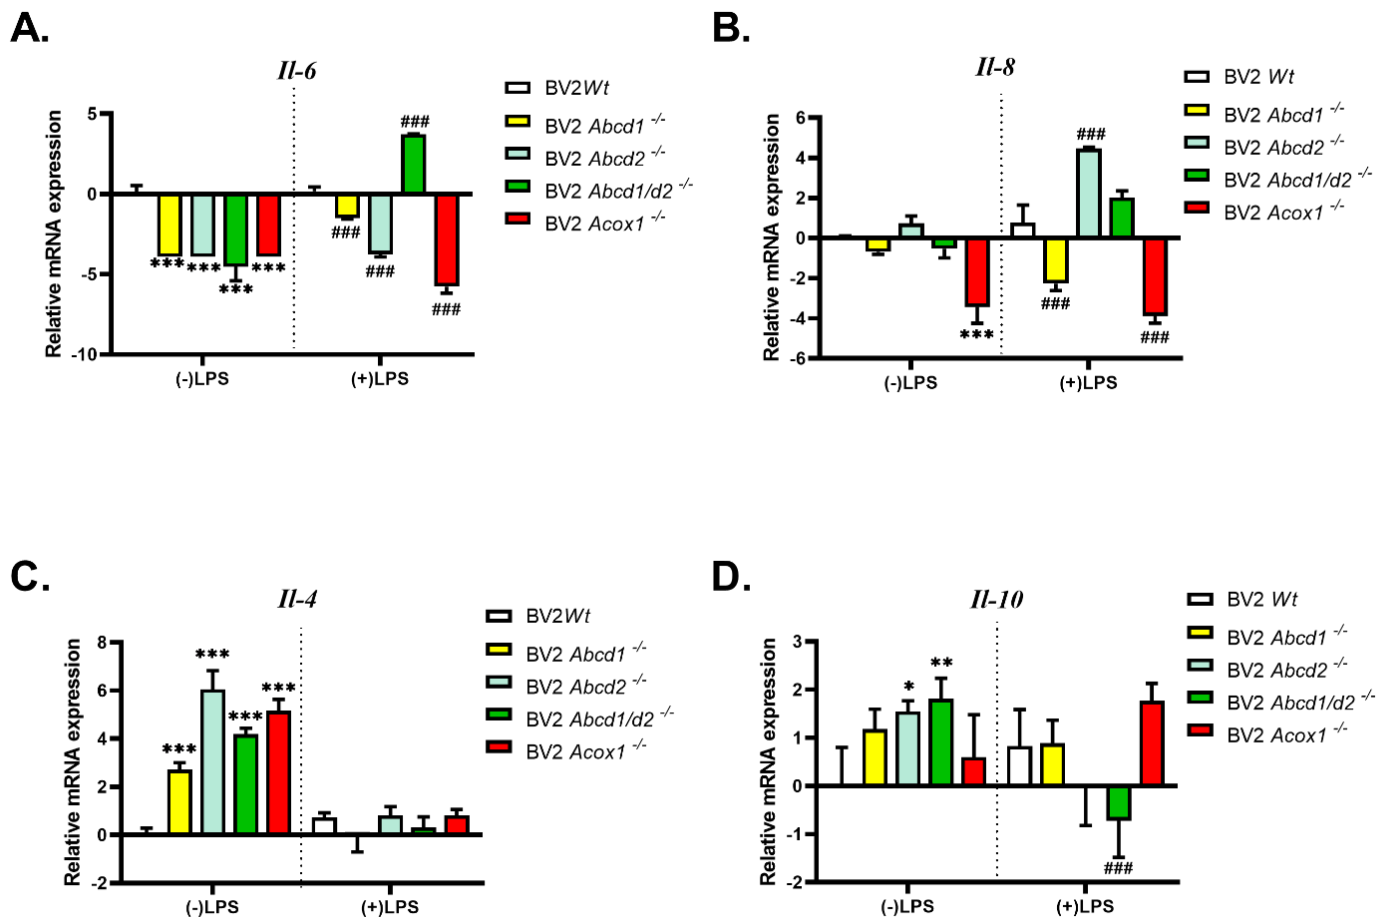 A.
Il-6
Relative mRNA expression
5
0
-5
-10
***
***
***
***
###
###
###
###
(-)LPS
(+)LPS
BV2Wt
BV2 Abcd1 -/-
BV2 Abcd2 -/-
BV2 Abcd1/d2 -/-
BV2 Acox1 -/-
B.
Il-8
Relative mRNA expression
6
4
2
0
-2
-4
-6
***
###
###
###
(-)LPS
(+)LPS
BV2 Wt
BV2 Abcd1 -/-
BV2 Abcd2 -/-
BV2 Abcd1/d2 -/-
BV2 Acox1 -/-
C.
Il-4
Relative mRNA expression
8
6
4
2
0
-2
***
***
***
***
(-)LPS
(+)LPS
BV2Wt
BV2 Abcd1 -/-
BV2 Abcd2 -/-
BV2 Abcd1/d2 -/-
BV2 Acox1 -/-
D.
Il-10
Relative mRNA expression
3
2
1
0
-1
-2
*
**
###
(-)LPS
(+)LPS
BV2 Wt
BV2 Abcd1 -/-
BV2 Abcd2 -/-
BV2 Abcd1/d2 -/-
BV2 Acox1 -/-